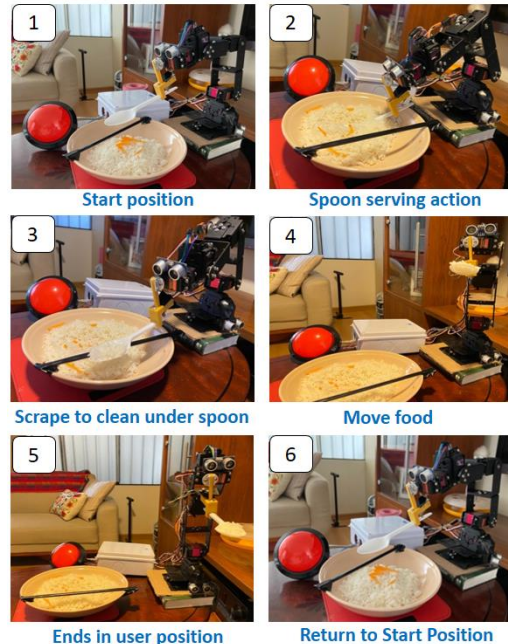 1
2
Start position
Spoon serving action
3
4
Scrape to clean under spoon
Move food
5
6
Ends in user position
Return to Start Position